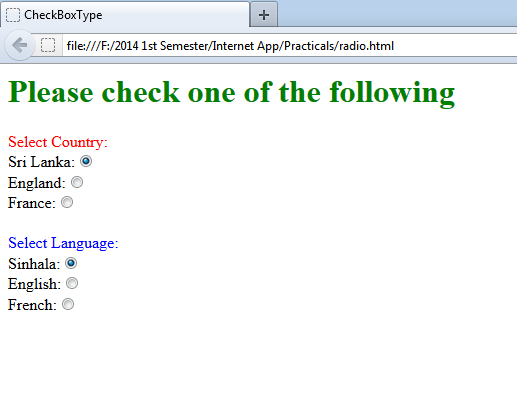 CheckBoxType
file:///F:/2014 1st Semester/Internet App/Practicals/radio.html
Please check one of the following
Select Country:
Sri Lanka:
England:
France:
Select Language:
Sinhala:
English:
French: